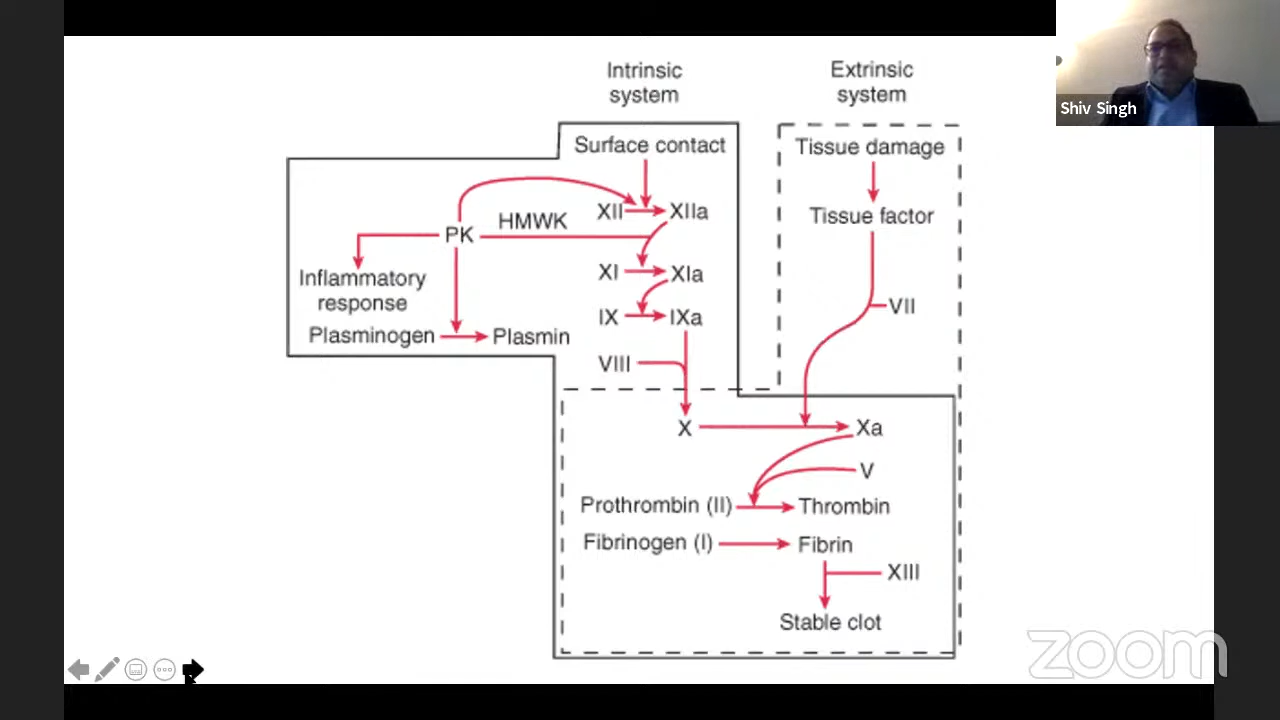 Intrinsic
system
Extrinsic
system
Shiv Singh
Surface contact
Tissue damage
XII
XIIa
Tissue factor
HMWK
PK
XI
XIa
Inflammatory
response
IX
IXa
VII
Plasminogen
Plasmin
VIII
X
Xa
V
Prothrombin (II)
Thrombin
Fibrinogen (I)
Fibrin
XIII
Stable clot
zoom